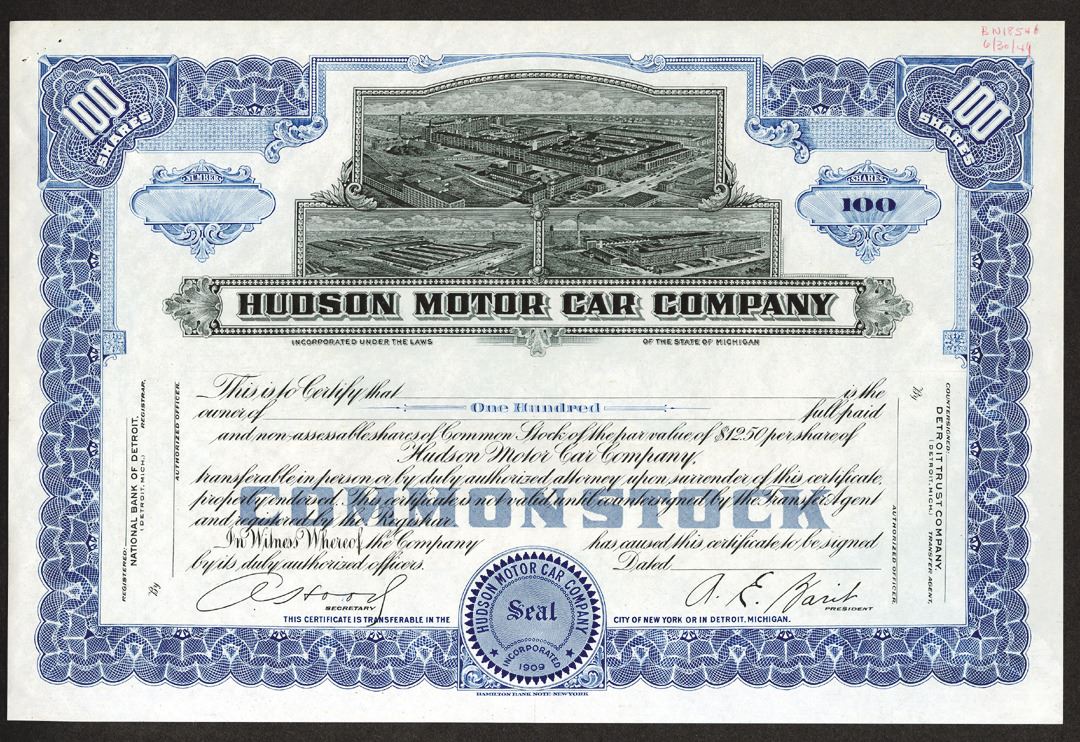 BN1854b
6/30/49
100 SHARES
100 SHARES
NUMBER
SHARES
100
HUDSON MOTOR CAR COMPANY
INCORPORATED UNDER THE LAWS OF THE STATE OF MICHIGAN
This is to Certify that is the
owner of One Hundred full-paid
and non-assessable shares of Common Stock of the par value of $12.50 per share of
Hudson Motor Car Company,
transferable in person or by duly authorized attorney upon surrender of this certificate,
properly endorsed. This certificate is not valid until countersigned by the Transfer Agent
and registered by the Registrar.
COMMON STOCK
In Witness Whereof, the Company has caused this certificate to be signed
by its duly authorized officers. Dated
SECRETARY
A. E. Barit
PRESIDENT
THIS CERTIFICATE IS TRANSFERABLE IN THE CITY OF NEW YORK OR IN DETROIT, MICHIGAN.
HUDSON MOTOR CAR COMPANY
Seal
INCORPORATED
1909
HAMILTON BANK NOTE NEW YORK
REGISTERED:
NATIONAL BANK OF DETROIT,
(DETROIT, MICH.) REGISTRAR,
By
AUTHORIZED OFFICER.
COUNTERSIGNED:
DETROIT TRUST COMPANY,
(DETROIT, MICH.) TRANSFER AGENT,
By
AUTHORIZED OFFICER.